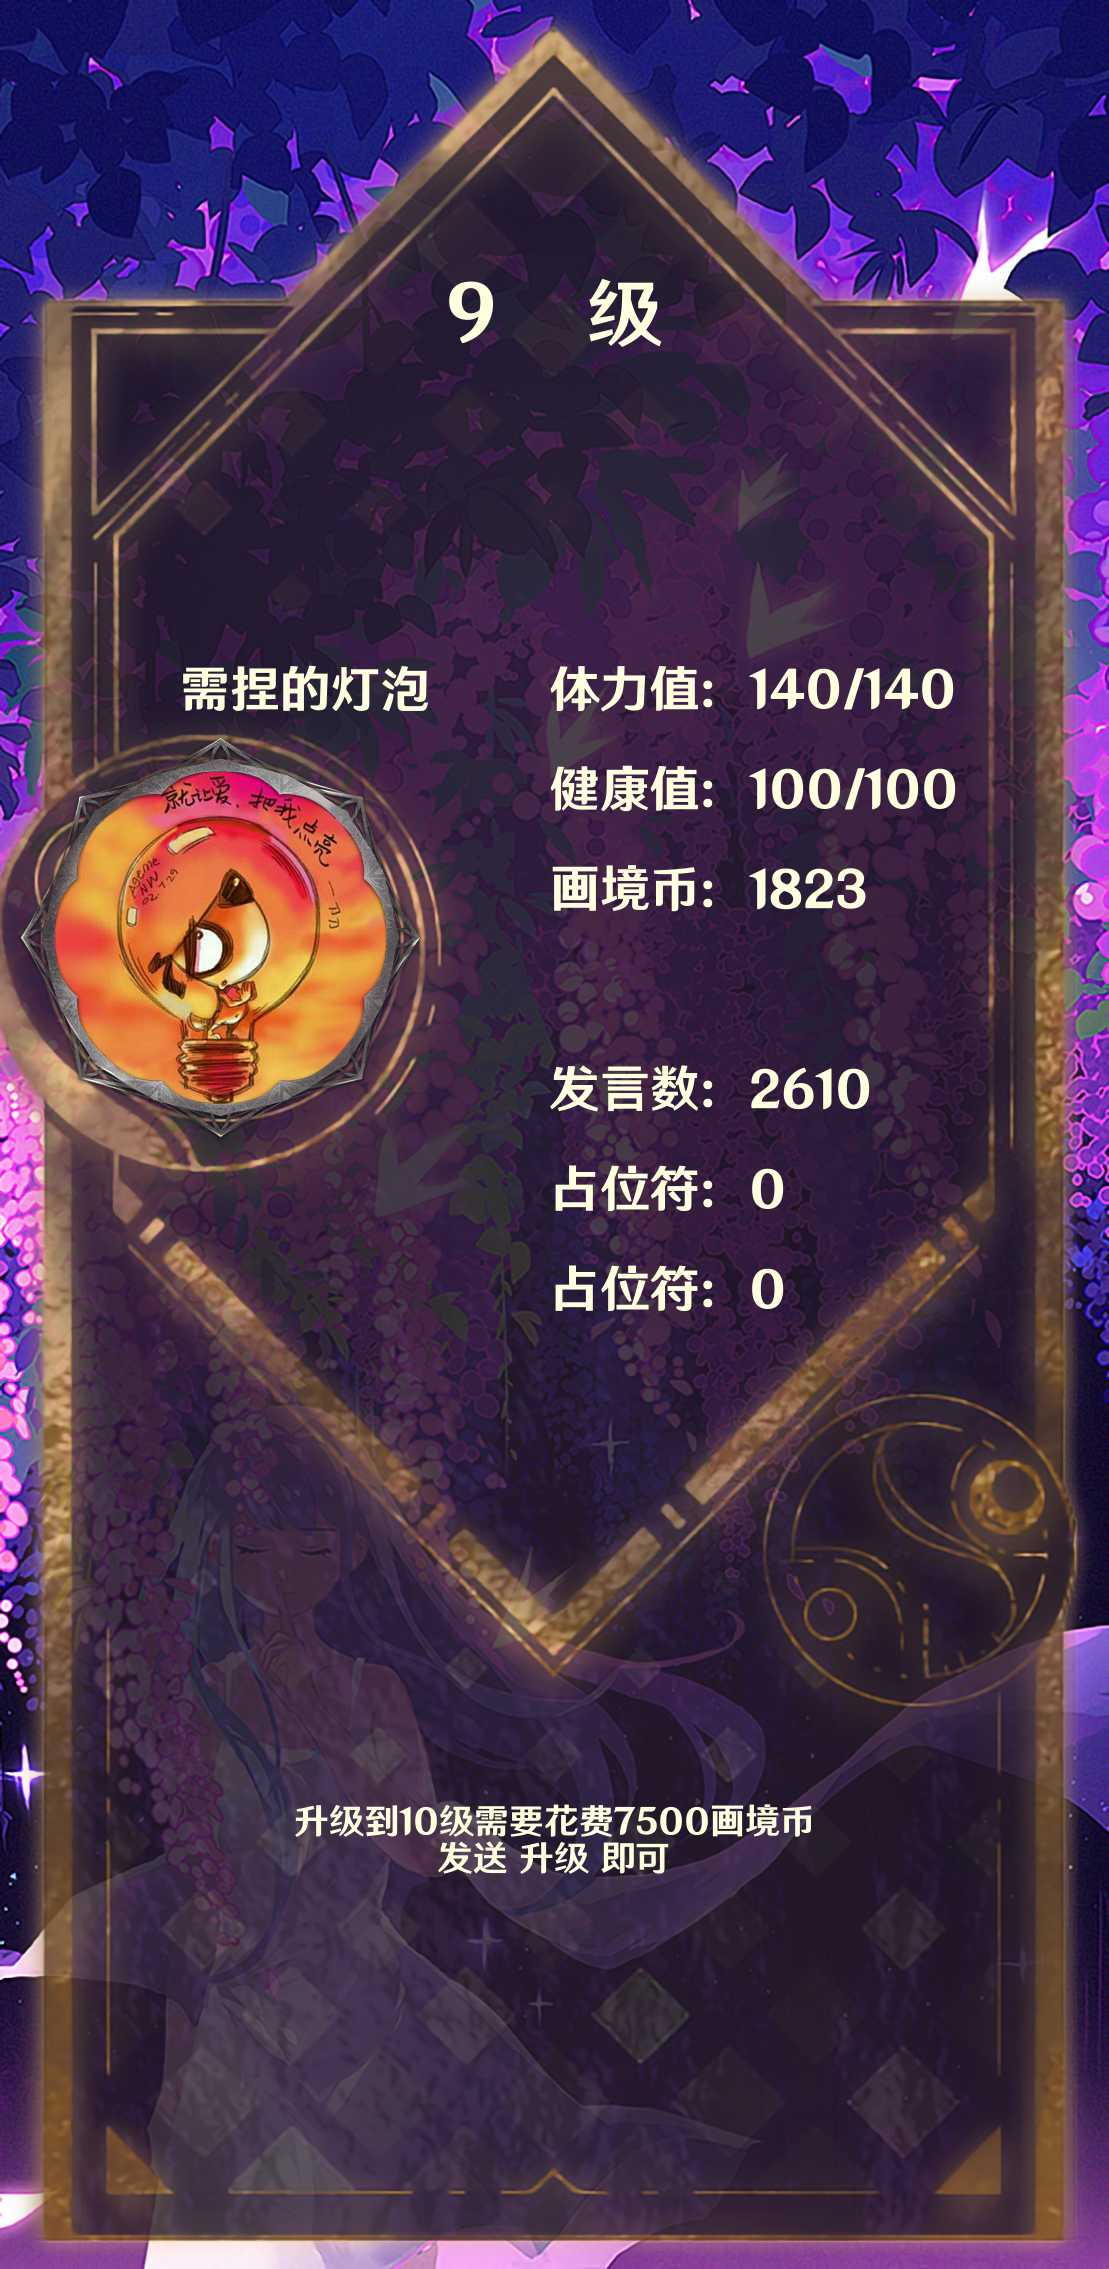 9 级
需捏的灯泡
体力值: 140/140
健康值: 100/100
画境币: 1823
就让爱，把我点亮
发言数: 2610
占位符: 0
占位符: 0
升级到10级需要花费7500画境币
发送 升级 即可